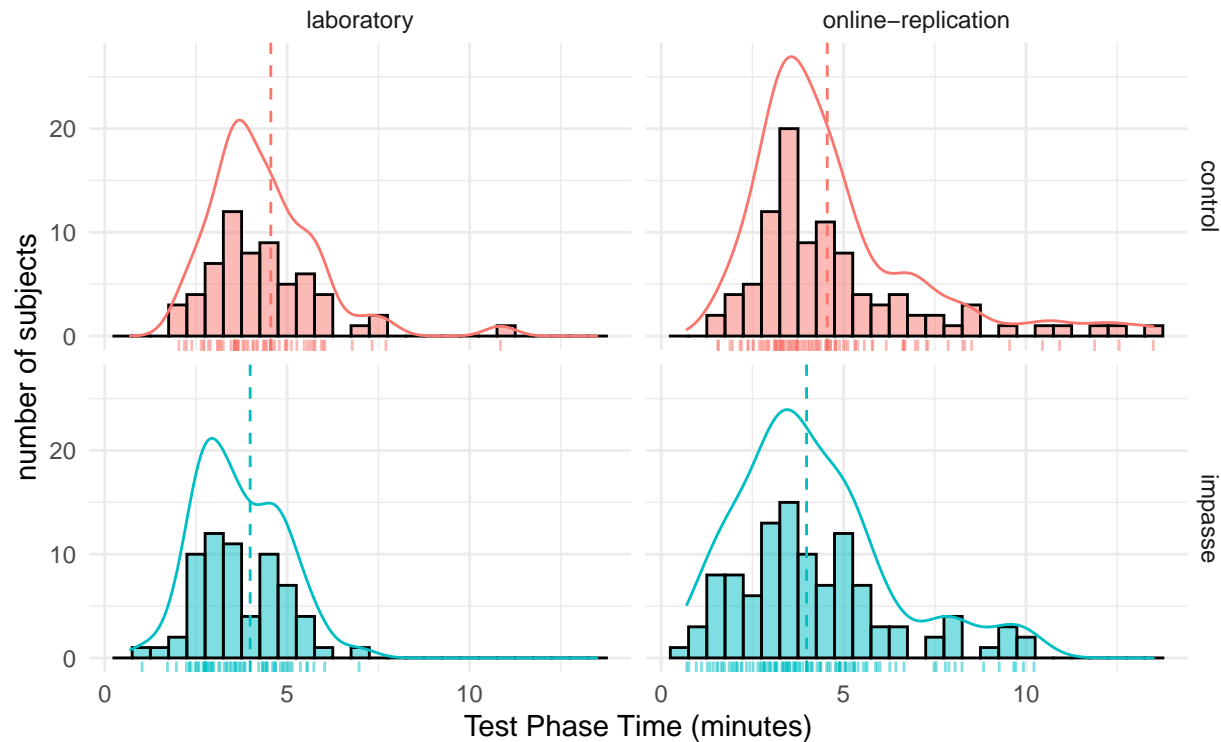 laboratory
online−replication
20
10
0
control
20
10
0
impasse
0
5
10
0
5
10
number of subjects
Test Phase Time (minutes)